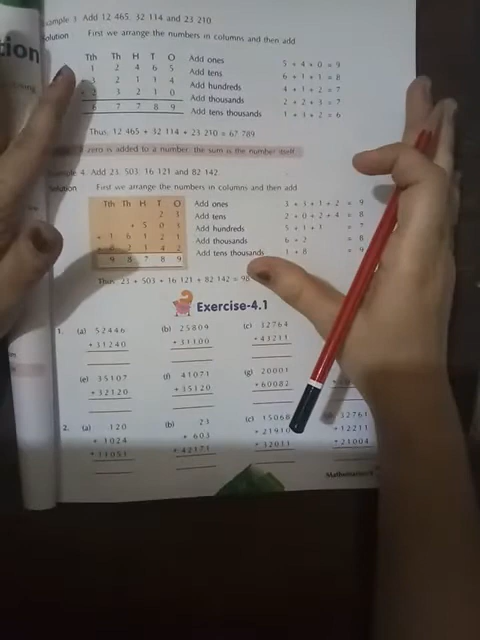 tion
Example 3. Add 12 465, 32 114 and 23 210
Solution First we arrange the numbers in columns and then add
Tth Th H T O
1 2 4 6 5
3 2 1 1 4
+ 2 3 2 1 0
6 7 7 8 9
Add ones 5 + 4 + 0 = 9
Add tens 6 + 1 + 1 = 8
Add hundreds 4 + 1 + 2 = 7
Add thousands 2 + 2 + 3 = 7
Add tens thousands 1 + 3 + 2 = 6
Thus, 12 465 + 32 114 + 23 210 = 67 789
zero is added to a number, the sum is the number itself.
Example 4. Add 23, 503, 16 121 and 82 142
Solution First we arrange the numbers in columns and then add
Tth Th H T O
2 3
+ 5 0 3
+ 1 6 1 2 1
2 1 4 2
9 8 7 8 9
Add ones 3 + 3 + 1 + 2 = 9
Add tens 2 + 0 + 2 + 4 = 8
Add hundreds 5 + 1 + 1 = 7
Add thousands 6 + 2 = 8
Add tens thousands 1 + 8 = 9
Thus, 23 + 503 + 16 121 + 82 142 = 98
Exercise-4.1
1. (a) 52446 (b) 25809 (c) 32764
+ 31240 + 31100 + 43211
(e) 35107 (f) 41071 (g) 20001
+ 32120 + 35120 + 60082
2. (a) 120 (b) 23 (c) 15068 32761
+ 1024 + 603 + 21910 + 12211
+ 31051 + 42171 + 32011 + 21004
Mathematics